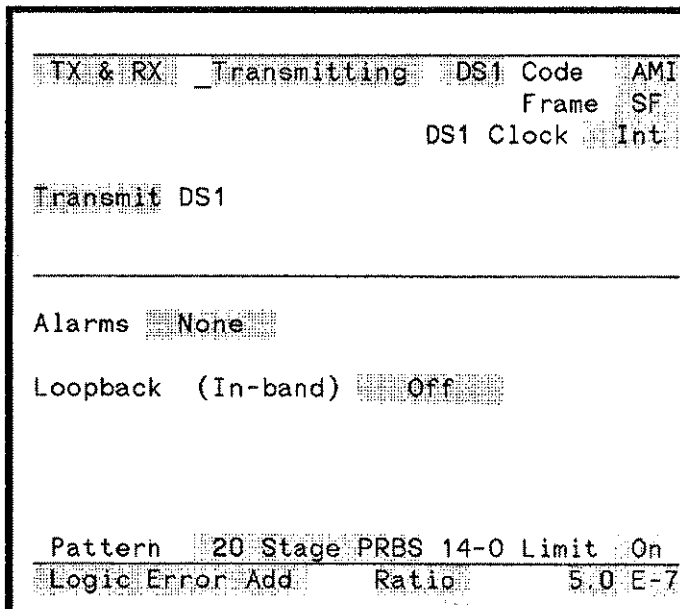 TX & RX _Transmitting DS1 Code AMI
Frame SF
DS1 Clock Int
Transmit DS1
Alarms None
Loopback (In-band) Off
Pattern 20 Stage PRBS 14-0 Limit On
Logic Error Add Ratio 5.0 E-7